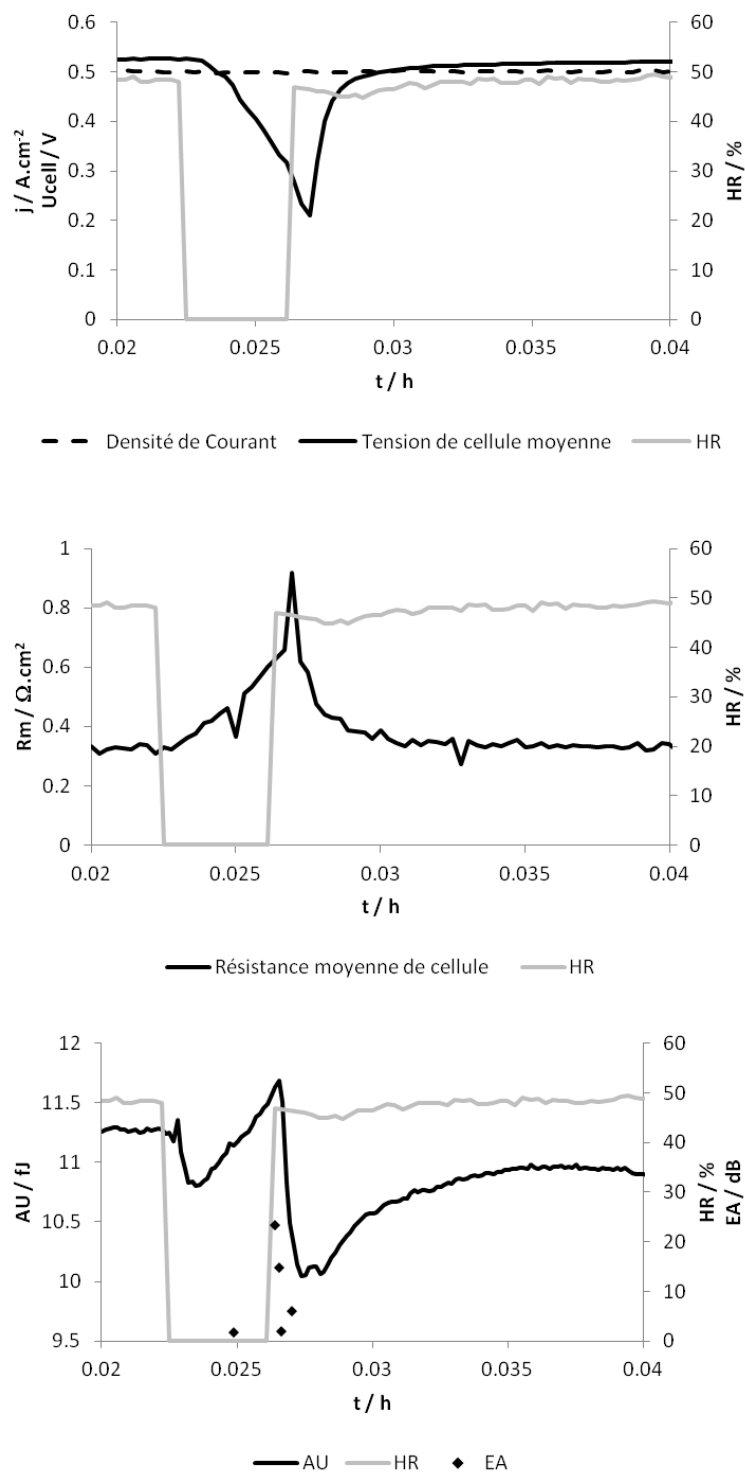 0.6
0.5
0.4
0.3
0.2
0.1
0
j / A.cm-2
Ucell / V
60
50
40
30
20
10
0
HR / %
0.02 0.025 0.03 0.035 0.04
t / h
Densité de Courant Tension de cellule moyenne HR
1
0.8
0.6
0.4
0.2
0
Rm / Ω.cm2
60
50
40
30
20
10
0
HR / %
0.02 0.025 0.03 0.035 0.04
t / h
Résistance moyenne de cellule HR
12
11.5
11
10.5
10
9.5
AU / fJ
60
50
40
30
20
10
0
HR / %
EA / dB
0.02 0.025 0.03 0.035 0.04
t / h
AU HR EA